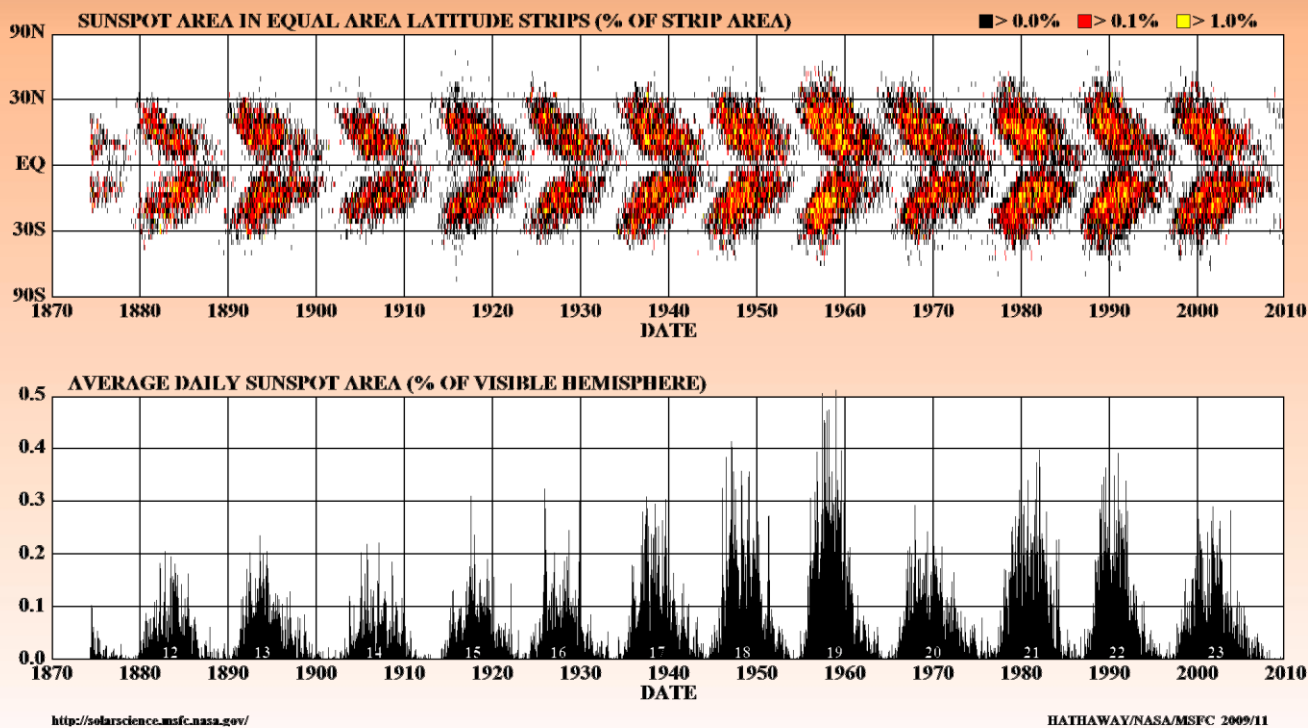 SUNSPOT AREA IN EQUAL AREA LATITUDE STRIPS (% OF STRIP AREA) > 0.0% > 0.1% > 1.0%
90N
30N
EQ
30S
90S
1870 1880 1890 1900 1910 1920 1930 1940 1950 1960 1970 1980 1990 2000 2010
DATE
AVERAGE DAILY SUNSPOT AREA (% OF VISIBLE HEMISPHERE)
0.5
0.4
0.3
0.2
0.1
0.0
12 13 14 15 16 17 18 19 20 21 22 23
1870 1880 1890 1900 1910 1920 1930 1940 1950 1960 1970 1980 1990 2000 2010
DATE
http://solarscience.msfc.nasa.gov/ HATHAWAY/NASA/MSFC 2009/11